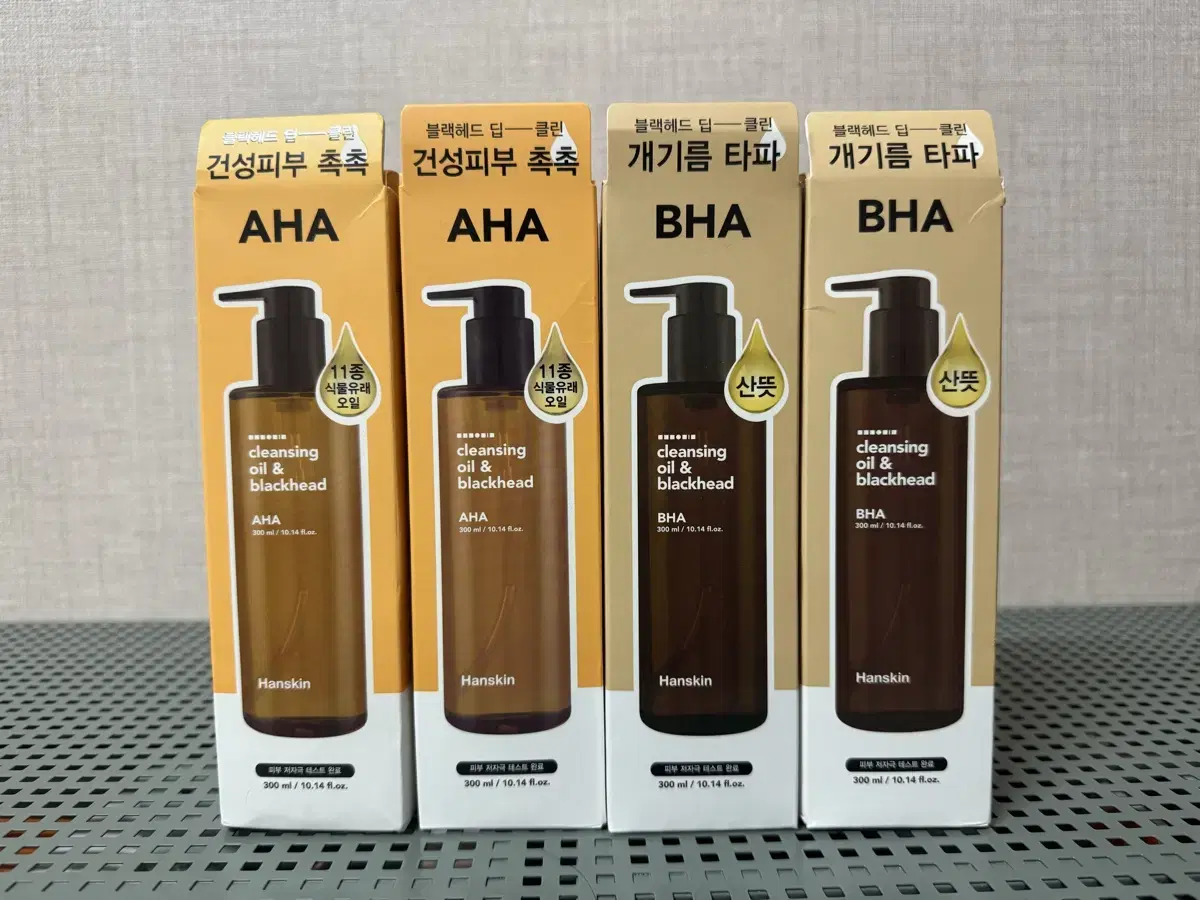 블랙헤드 딥—클린
건성피부 촉촉
AHA
11종
식물유래
오일
cleansing
oil &
blackhead
AHA
300 ml / 10.14 fl.oz.
Hanskin
피부 저자극 테스트 완료
300 ml / 10.14 fl.oz.
블랙헤드 딥—클린
건성피부 촉촉
AHA
11종
식물유래
오일
cleansing
oil &
blackhead
AHA
300 ml / 10.14 fl.oz.
Hanskin
피부 저자극 테스트 완료
300 ml / 10.14 fl.oz.
블랙헤드 딥—클린
개기름 타파
BHA
산뜻
cleansing
oil &
blackhead
BHA
300 ml / 10.14 fl.oz.
Hanskin
피부 저자극 테스트 완료
300 ml / 10.14 fl.oz.
블랙헤드 딥—클린
개기름 타파
BHA
산뜻
cleansing
oil &
blackhead
BHA
300 ml / 10.14 fl.oz.
Hanskin
피부 저자극 테스트 완료
300 ml / 10.14 fl.oz.